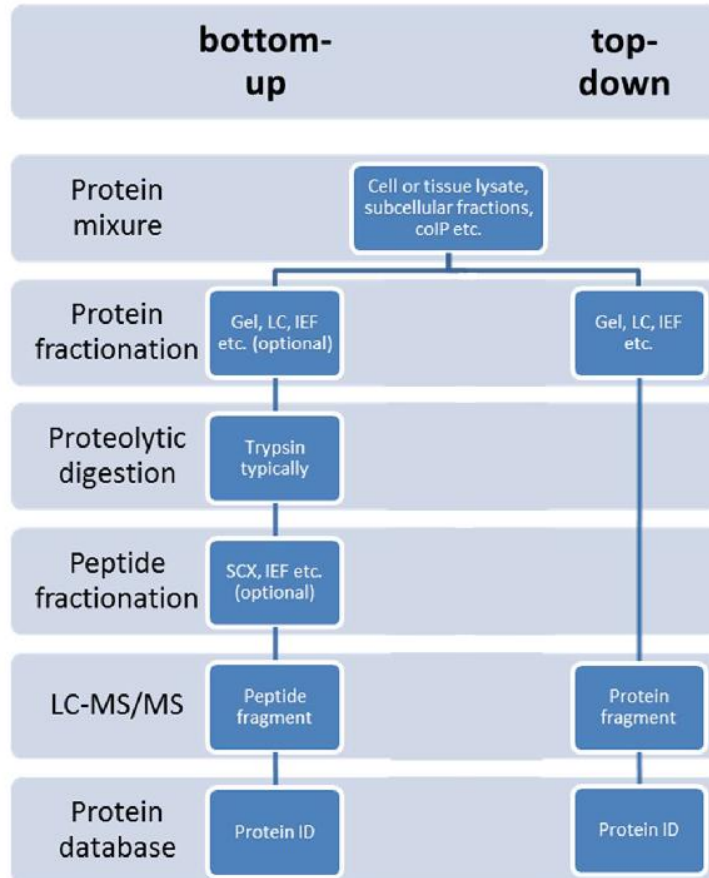 bottom-
up
top-
down
Protein
mixure
Cell or tissue lysate,
subcellular fractions,
coIP etc.
Protein
fractionation
Gel, LC, IEF
etc. (optional)
Gel, LC, IEF
etc.
Proteolytic
digestion
Trypsin
typically
Peptide
fractionation
SCX, IEF etc.
(optional)
LC-MS/MS
Peptide
fragment
Protein
fragment
Protein
database
Protein ID
Protein ID